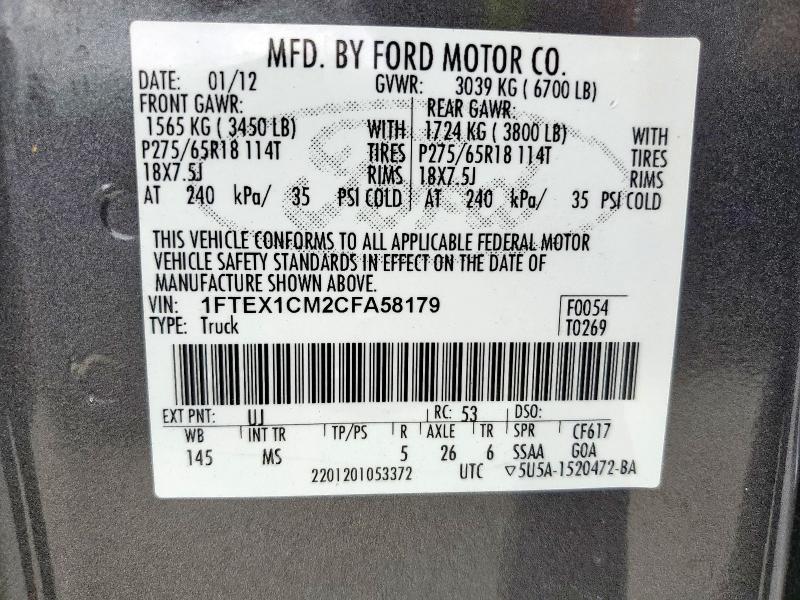 MFD. BY FORD MOTOR CO.
DATE: 01/12 GVWR: 3039 KG ( 6700 LB)
FRONT GAWR: REAR GAWR:
1565 KG ( 3450 LB) WITH 1724 KG ( 3800 LB) WITH
P275/65R18 114T TIRES P275/65R18 114T TIRES
18X7.5J RIMS 18X7.5J RIMS
AT 240 kPa/ 35 PSI COLD AT 240 kPa/ 35 PSI COLD
THIS VEHICLE CONFORMS TO ALL APPLICABLE FEDERAL MOTOR
VEHICLE SAFETY STANDARDS IN EFFECT ON THE DATE OF
MANUFACTURE SHOWN ABOVE.
VIN: 1FTEX1CM2CFA58179 F0054
TYPE: Truck T0269
EXT PNT: UJ RC: 53 DSO:
WB INT TR TP/PS R AXLE TR SPR CF617
145 MS 5 26 6 SSAA GOA
2201201053372 UTC ▽5U5A-1520472-BA